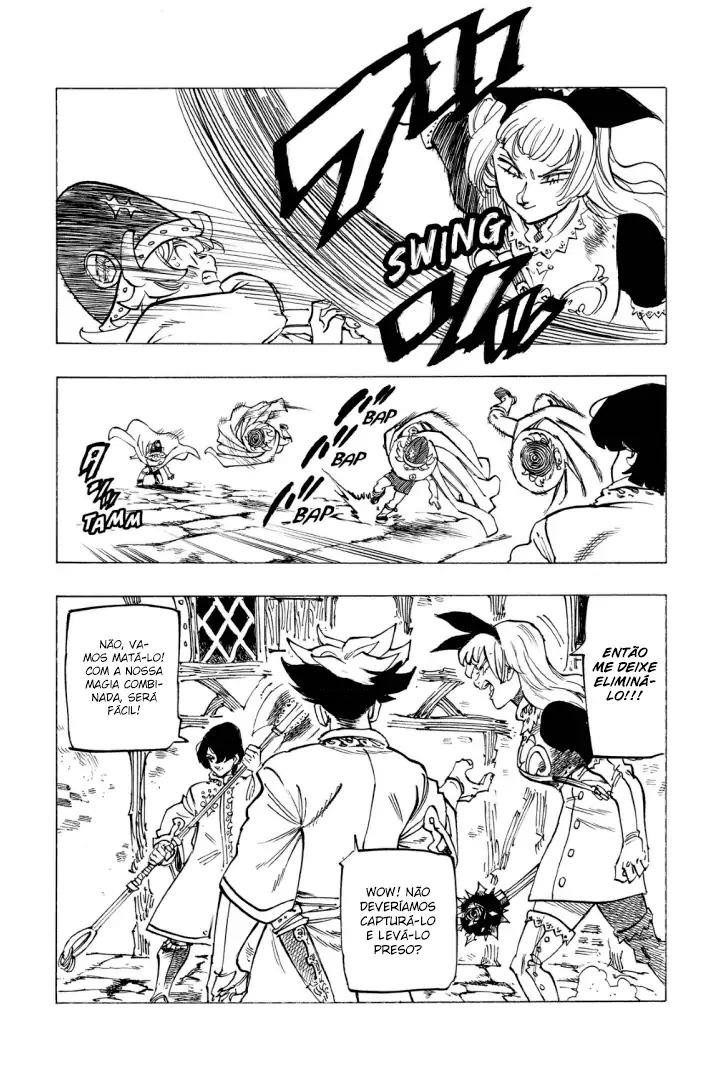 ブ
SWING
BAP
BAP
BAP
TAMM
ENTÃO
ME DEIXE
ELIMINÁ-
LO!!!
NÃO, VA-
MOS MATÁ-LO!
COM A NOSSA
MAGIA COMBI-
NADA, SERÁ
FÁCIL!
WOW! NÃO
DEVERÍAMOS
CAPTURÁ-LO
E LEVÁ-LO
PRESO?